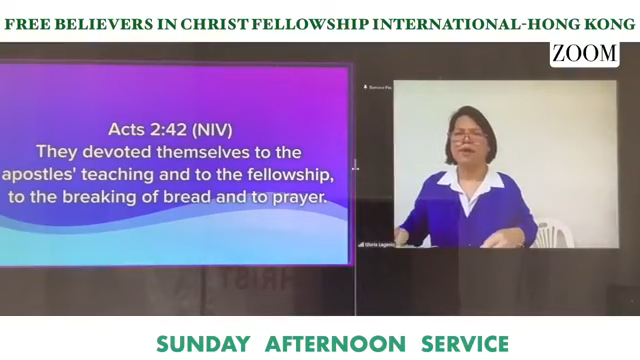 FREE BELIEVERS IN CHRIST FELLOWSHIP INTERNATIONAL-HONG KONG
ZOOM
Acts 2:42 (NIV)
They devoted themselves to the
apostles' teaching and to the fellowship,
to the breaking of bread and to prayer.
SUNDAY AFTERNOON SERVICE